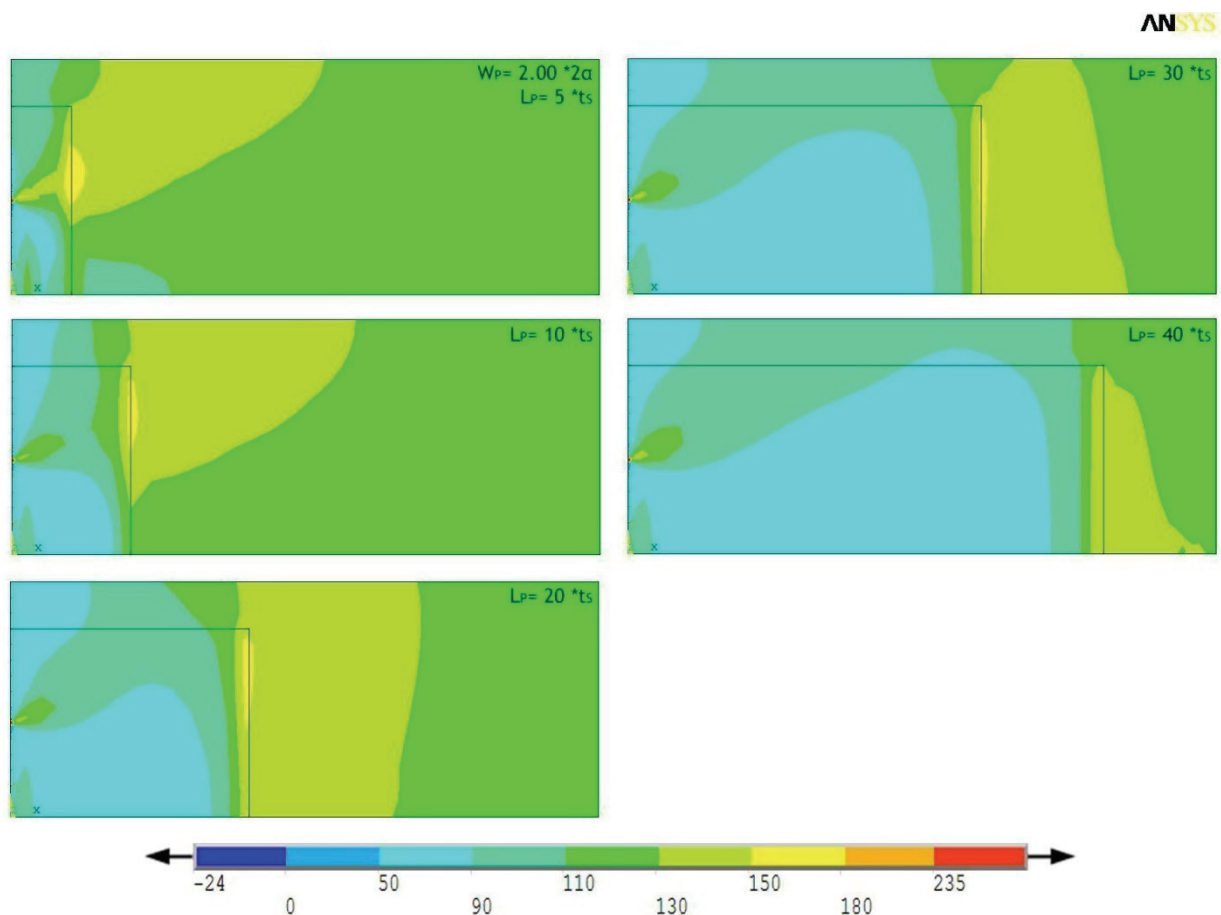 ANSYS
WP= 2.00 *2α
LP= 5 *ts
x
LP= 10 *ts
x
LP= 20 *ts
x
LP= 30 *ts
x
LP= 40 *ts
x
-24 50 110 150 235
0 90 130 180